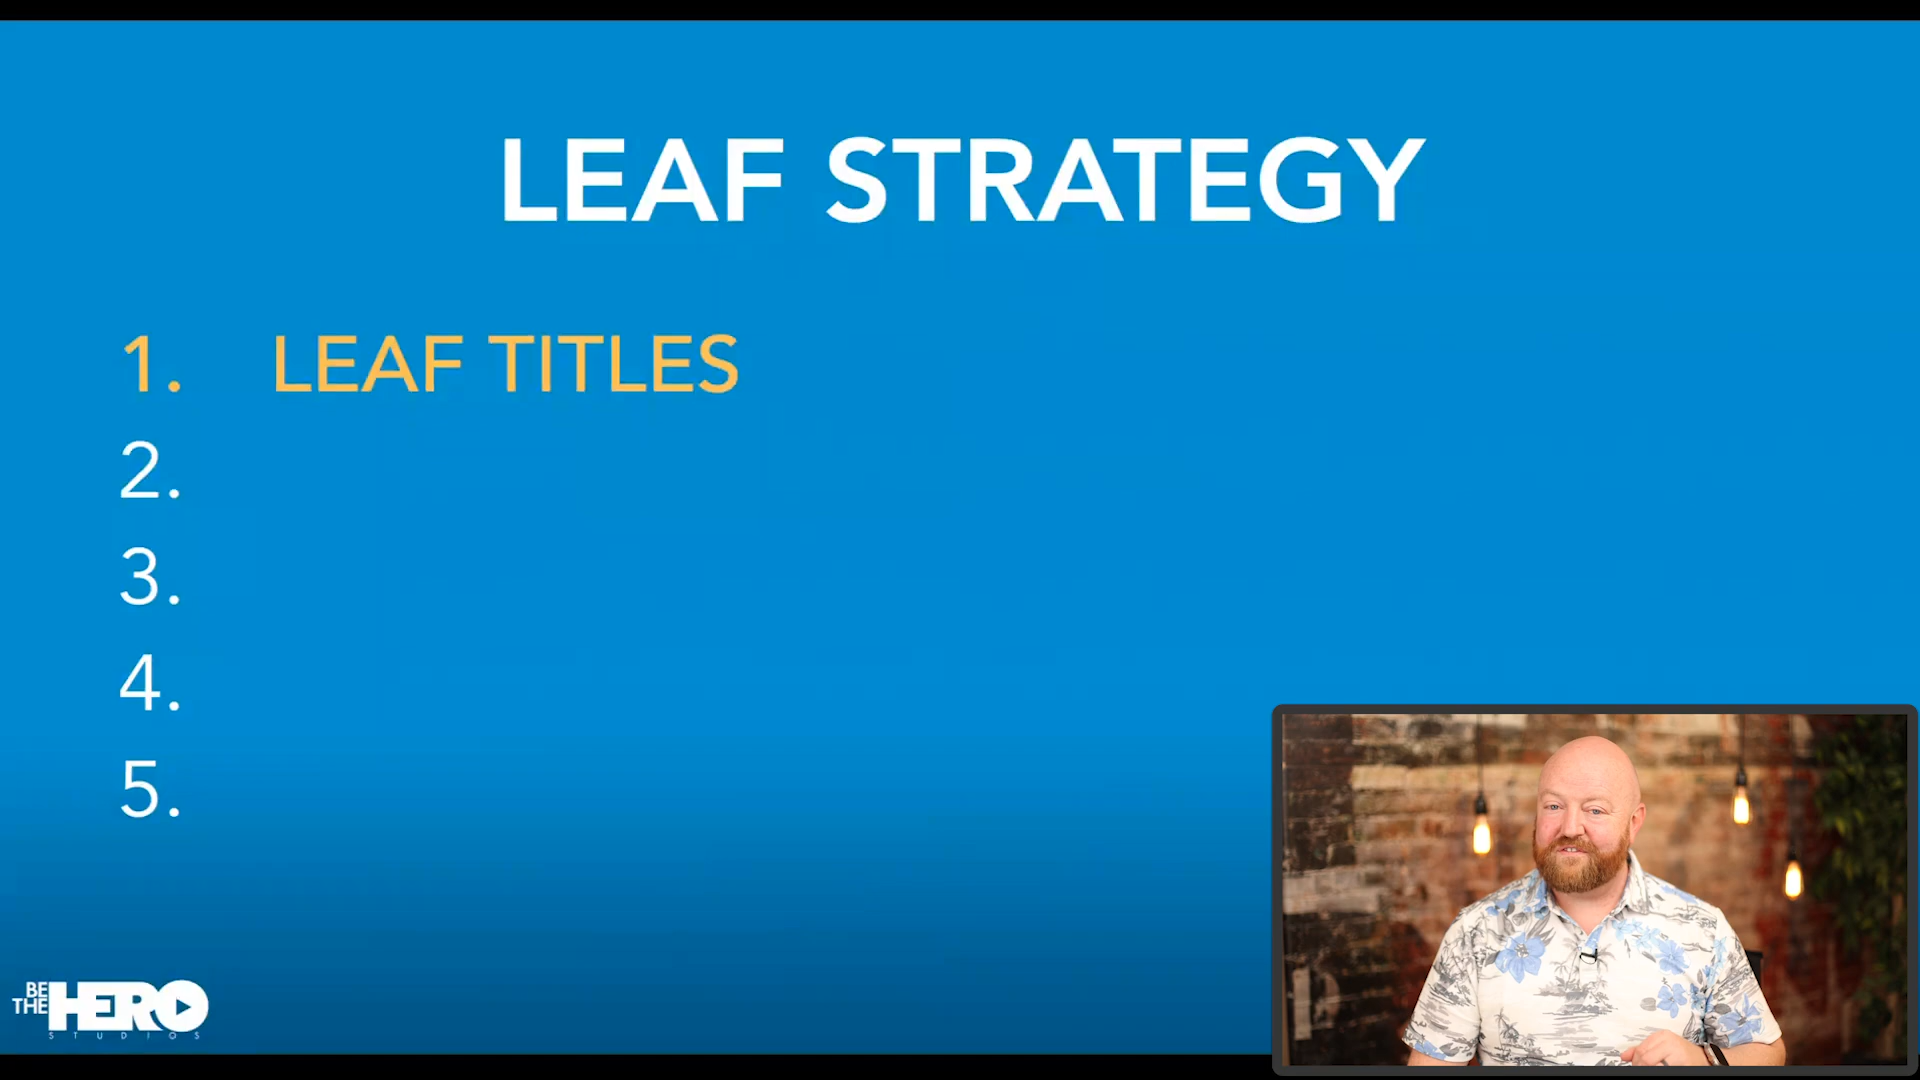 LEAF STRATEGY
1. LEAF TITLES
2.
3.
4.
5.
BE
THE HERO
STUDIOS